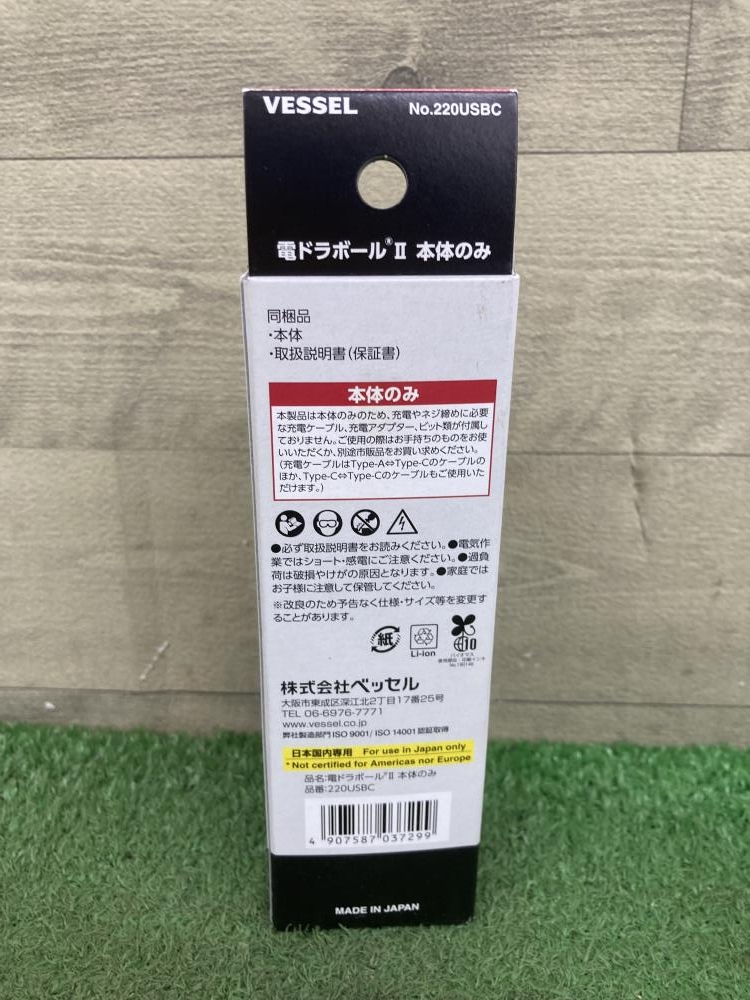 VESSEL No.220USBC
電ドラボール®Ⅱ 本体のみ
同梱品
・本体
・取扱説明書(保証書)
本体のみ
本製品は本体のみのため、充電やネジ締めに必要
な充電ケーブル、充電アダプター、ビット類が付属し
ておりません。ご使用の際はお手持ちのものをお使
いいただくか、別途市販品をお買い求めください。
(充電ケーブルはType-A⇔Type-Cのケーブルの
ほか、Type-C⇔Type-Cのケーブルもご使用いた
だけます。)
●必ず取扱説明書をお読みください。●電気作
業ではショート・感電にご注意ください。●過負
荷は破損やけがの原因となります。●家庭では
お子様に注意して保管してください。
※改良のため予告なく仕様・サイズ等を変更す
ることがあります。
紙
Li-ion
10
バイオマス
株式会社ベッセル
大阪市東成区深江北2丁目17番25号
TEL 06-6976-7771
www.vessel.co.jp
弊社製造部門 ISO 9001/ ISO 14001 認証取得
日本国内専用 For use in Japan only
* Not certified for Americas nor Europe
品名:電ドラボール®Ⅱ 本体のみ
品番:220USBC
4 907587 037299
MADE IN JAPAN